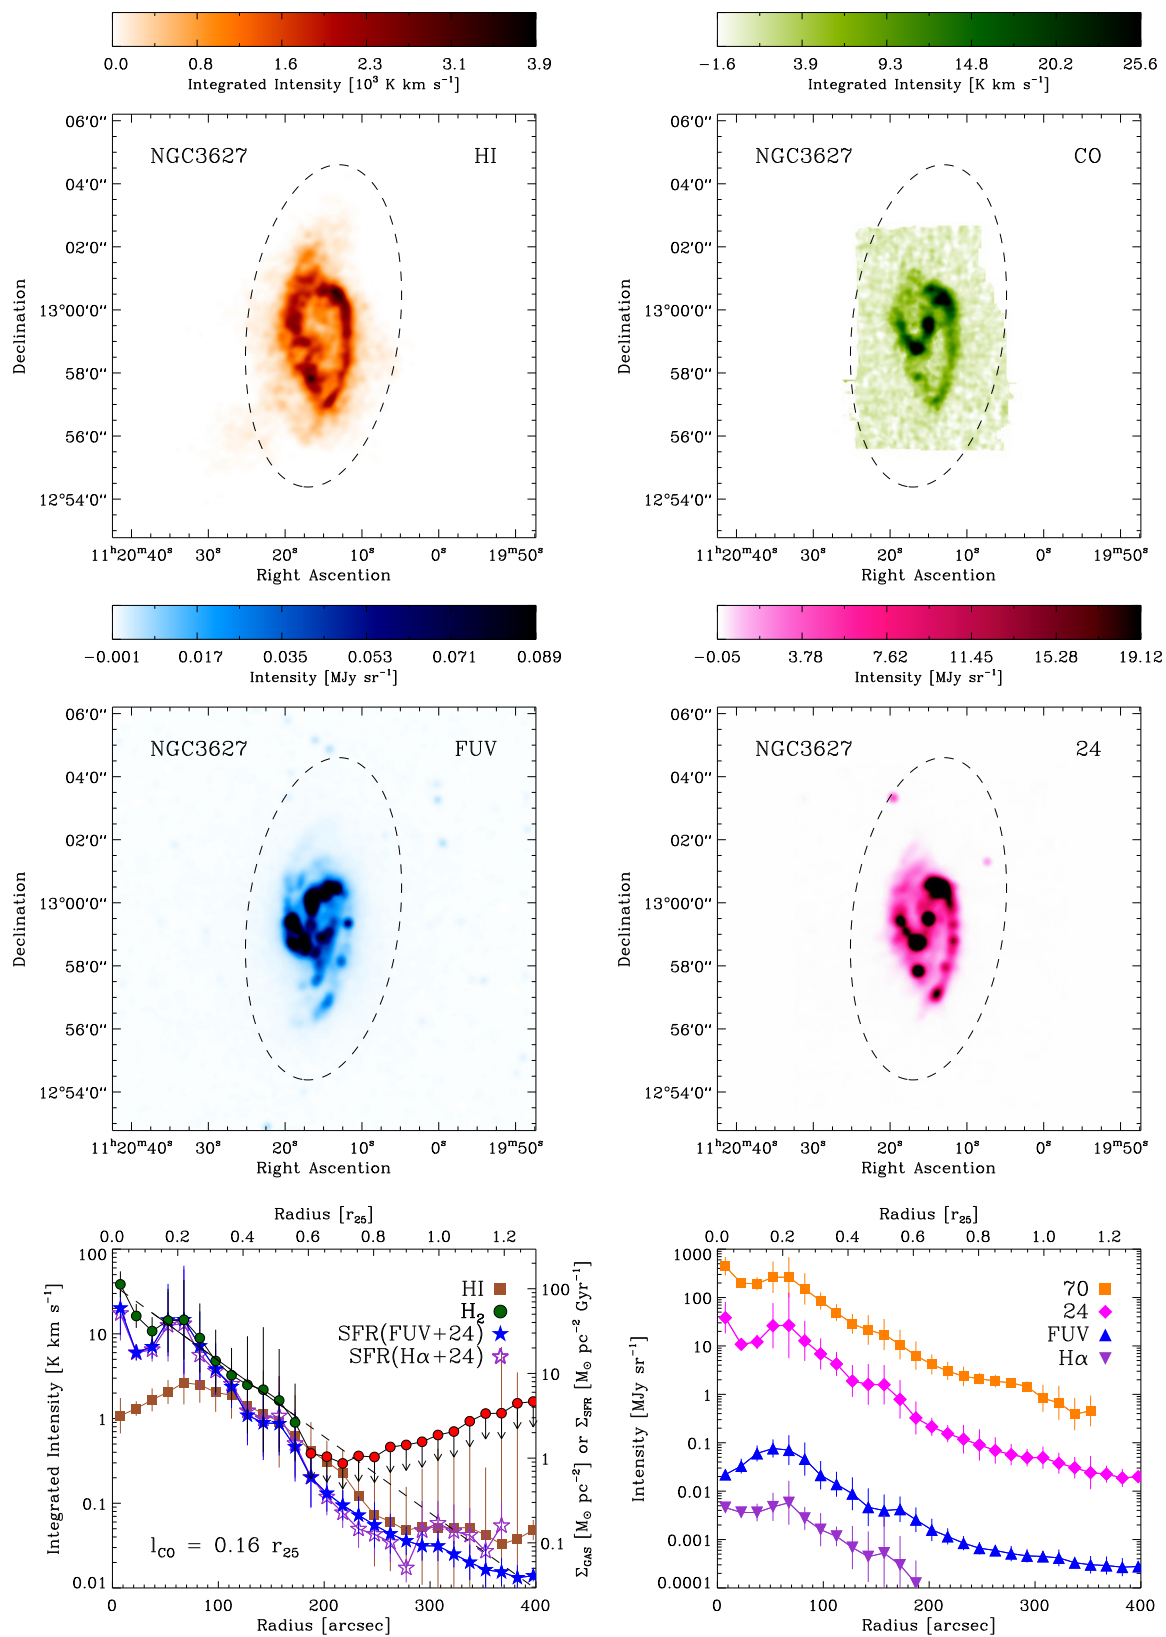 0.0 0.8 1.6 2.3 3.1 3.9
Integrated Intensity [10³ K km s⁻¹]
−1.6 3.9 9.3 14.8 20.2 25.6
Integrated Intensity [K km s⁻¹]
NGC3627 HI
06′0″
04′0″
02′0″
13°00′0″
58′0″
56′0″
12°54′0″
Declination
11ʰ20ᵐ40ˢ 30ˢ 20ˢ 10ˢ 0ˢ 19ᵐ50ˢ
Right Ascention
NGC3627 CO
06′0″
04′0″
02′0″
13°00′0″
58′0″
56′0″
12°54′0″
Declination
11ʰ20ᵐ40ˢ 30ˢ 20ˢ 10ˢ 0ˢ 19ᵐ50ˢ
Right Ascention
−0.001 0.017 0.035 0.053 0.071 0.089
Intensity [MJy sr⁻¹]
−0.05 3.78 7.62 11.45 15.28 19.12
Intensity [MJy sr⁻¹]
NGC3627 FUV
06′0″
04′0″
02′0″
13°00′0″
58′0″
56′0″
12°54′0″
Declination
11ʰ20ᵐ40ˢ 30ˢ 20ˢ 10ˢ 0ˢ 19ᵐ50ˢ
Right Ascention
NGC3627 24
06′0″
04′0″
02′0″
13°00′0″
58′0″
56′0″
12°54′0″
Declination
11ʰ20ᵐ40ˢ 30ˢ 20ˢ 10ˢ 0ˢ 19ᵐ50ˢ
Right Ascention
Radius [r₂₅]
0.0 0.2 0.4 0.6 0.8 1.0 1.2
100
10
1
0.1
0.01
Integrated Intensity [K km s⁻¹]
HI
H₂
SFR(FUV+24)
SFR(Hα+24)
l_CO = 0.16 r₂₅
100
10
1
0.1
Σ_GAS [M⊙ pc⁻²] or Σ_SFR [M⊙ pc⁻² Gyr⁻¹]
0 100 200 300 400
Radius [arcsec]
Radius [r₂₅]
0.0 0.2 0.4 0.6 0.8 1.0 1.2
1000
100
10
1
0.1
0.01
0.001
0.0001
Intensity [MJy sr⁻¹]
70
24
FUV
Hα
0 100 200 300 400
Radius [arcsec]